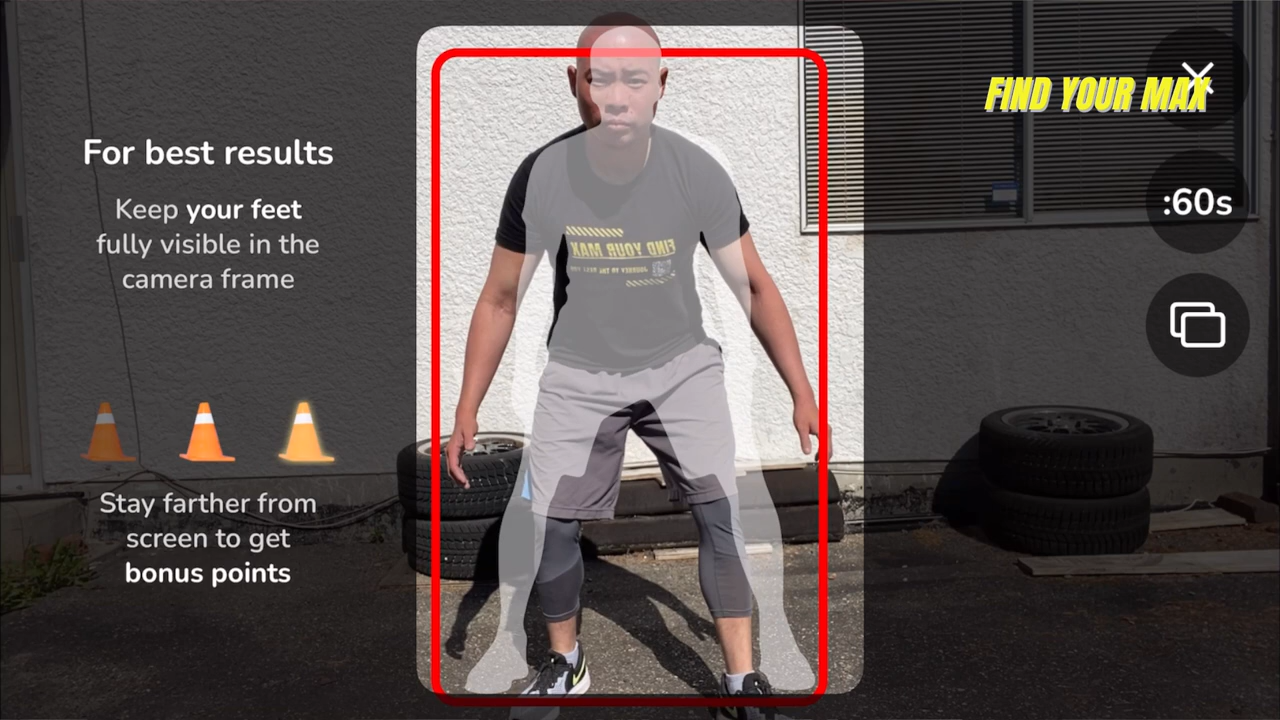 For best results
Keep your feet
fully visible in the
camera frame
Stay farther from
screen to get
bonus points
FIND YOUR MAX
:60s
FIND YOUR MAX